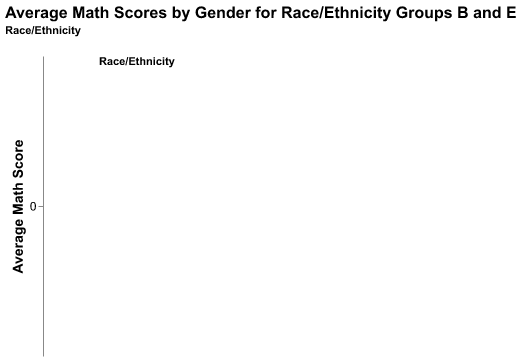 Average Math Scores by Gender for Race/Ethnicity Groups B and E
Race/Ethnicity
Race/Ethnicity
Average Math Score
0